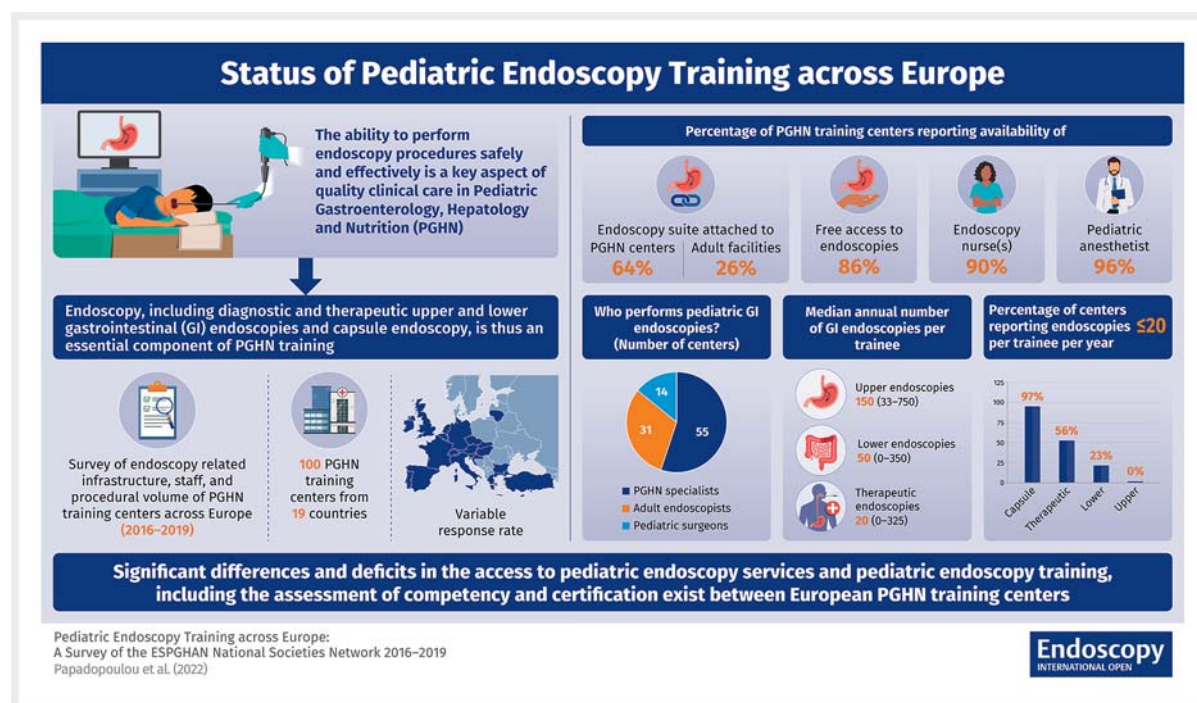 Status of Pediatric Endoscopy Training across Europe
The ability to perform
endoscopy procedures safely
and effectively is a key aspect of
quality clinical care in Pediatric
Gastroenterology, Hepatology
and Nutrition (PGHN)
Endoscopy, including diagnostic and therapeutic upper and lower
gastrointestinal (GI) endoscopies and capsule endoscopy, is thus an
essential component of PGHN training
Survey of endoscopy related
infrastructure, staff, and
procedural volume of PGHN
training centers across Europe
(2016–2019)
100 PGHN
training
centers from
19 countries
Variable
response rate
Percentage of PGHN training centers reporting availability of
Endoscopy suite attached to
PGHN centers
64%
Adult facilities
26%
Free access to
endoscopies
86%
Endoscopy
nurse(s)
90%
Pediatric
anesthetist
96%
Who performs pediatric GI
endoscopies?
(Number of centers)
14
31
55
PGHN specialists
Adult endoscopists
Pediatric surgeons
Median annual number
of GI endoscopies per
trainee
Upper endoscopies
150 (33–750)
Lower endoscopies
50 (0–350)
Therapeutic
endoscopies
20 (0–325)
Percentage of centers
reporting endoscopies ≤20
per trainee per year
125
100
75
50
25
0
97%
56%
23%
0%
Capsule
Therapeutic
Lower
Upper
Significant differences and deficits in the access to pediatric endoscopy services and pediatric endoscopy training,
including the assessment of competency and certification exist between European PGHN training centers
Pediatric Endoscopy Training across Europe:
A Survey of the ESPGHAN National Societies Network 2016–2019
Papadopoulou et al. (2022)
Endoscopy
INTERNATIONAL OPEN